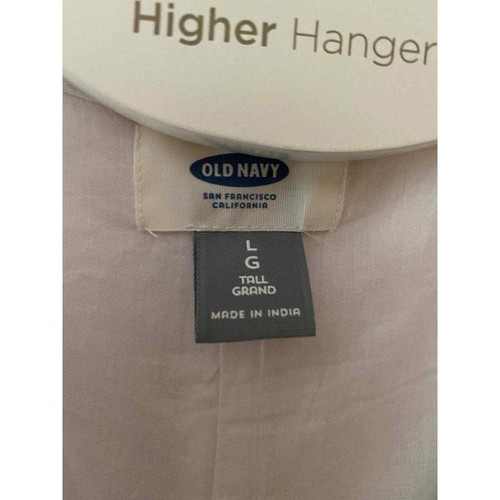 Higher Hanger
OLD NAVY
SAN FRANCISCO
CALIFORNIA
L
G
TALL
GRAND
MADE IN INDIA